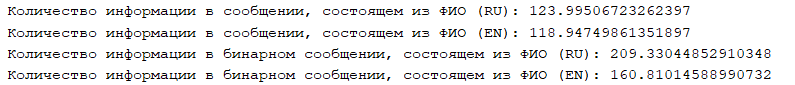 Количество информации в сообщении, состоящем из ФИО (RU): 123.99506723262397
Количество информации в сообщении, состоящем из ФИО (EN): 118.94749861351897
Количество информации в бинарном сообщении, состоящем из ФИО (RU): 209.33044852910348
Количество информации в бинарном сообщении, состоящем из ФИО (EN): 160.81014588990732